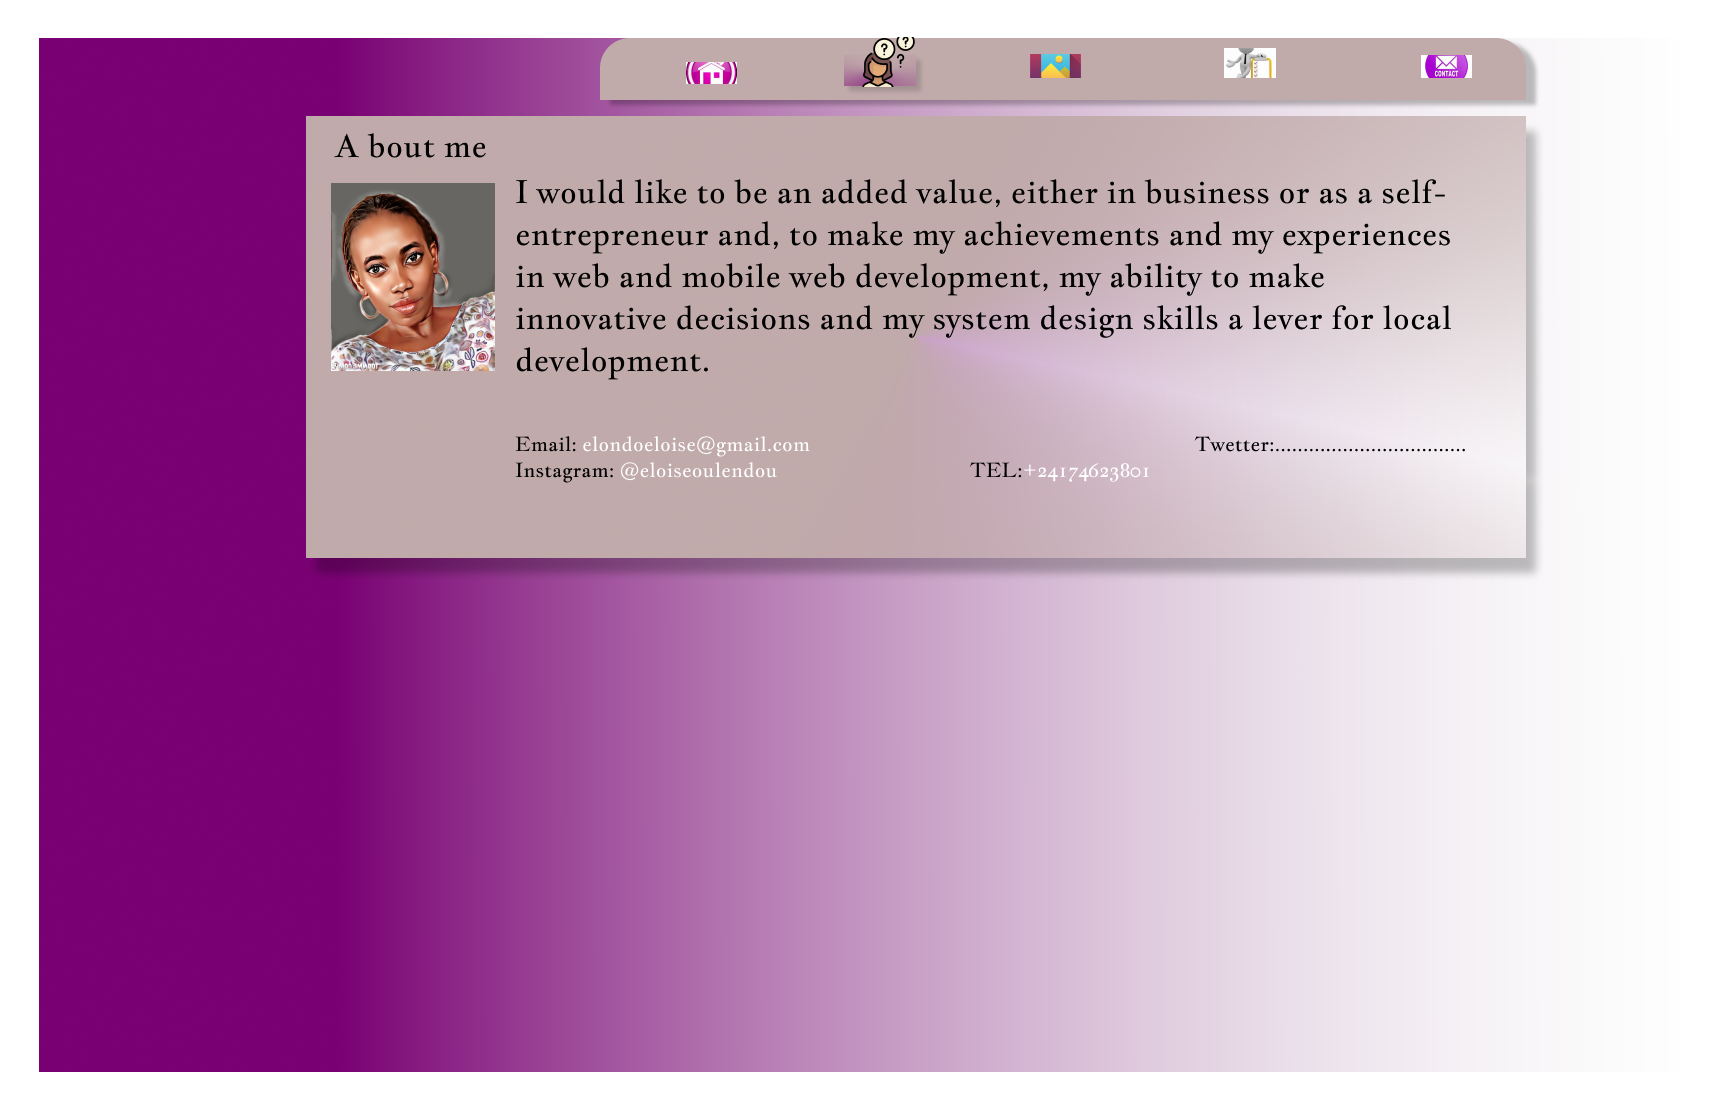 CONTACT
A bout me
I would like to be an added value, either in business or as a self-
entrepreneur and, to make my achievements and my experiences
in web and mobile web development, my ability to make
innovative decisions and my system design skills a lever for local
development.
Email: elondoeloise@gmail.com
Twetter:..................................
Instagram: @eloiseoulendou
TEL:+24174623801